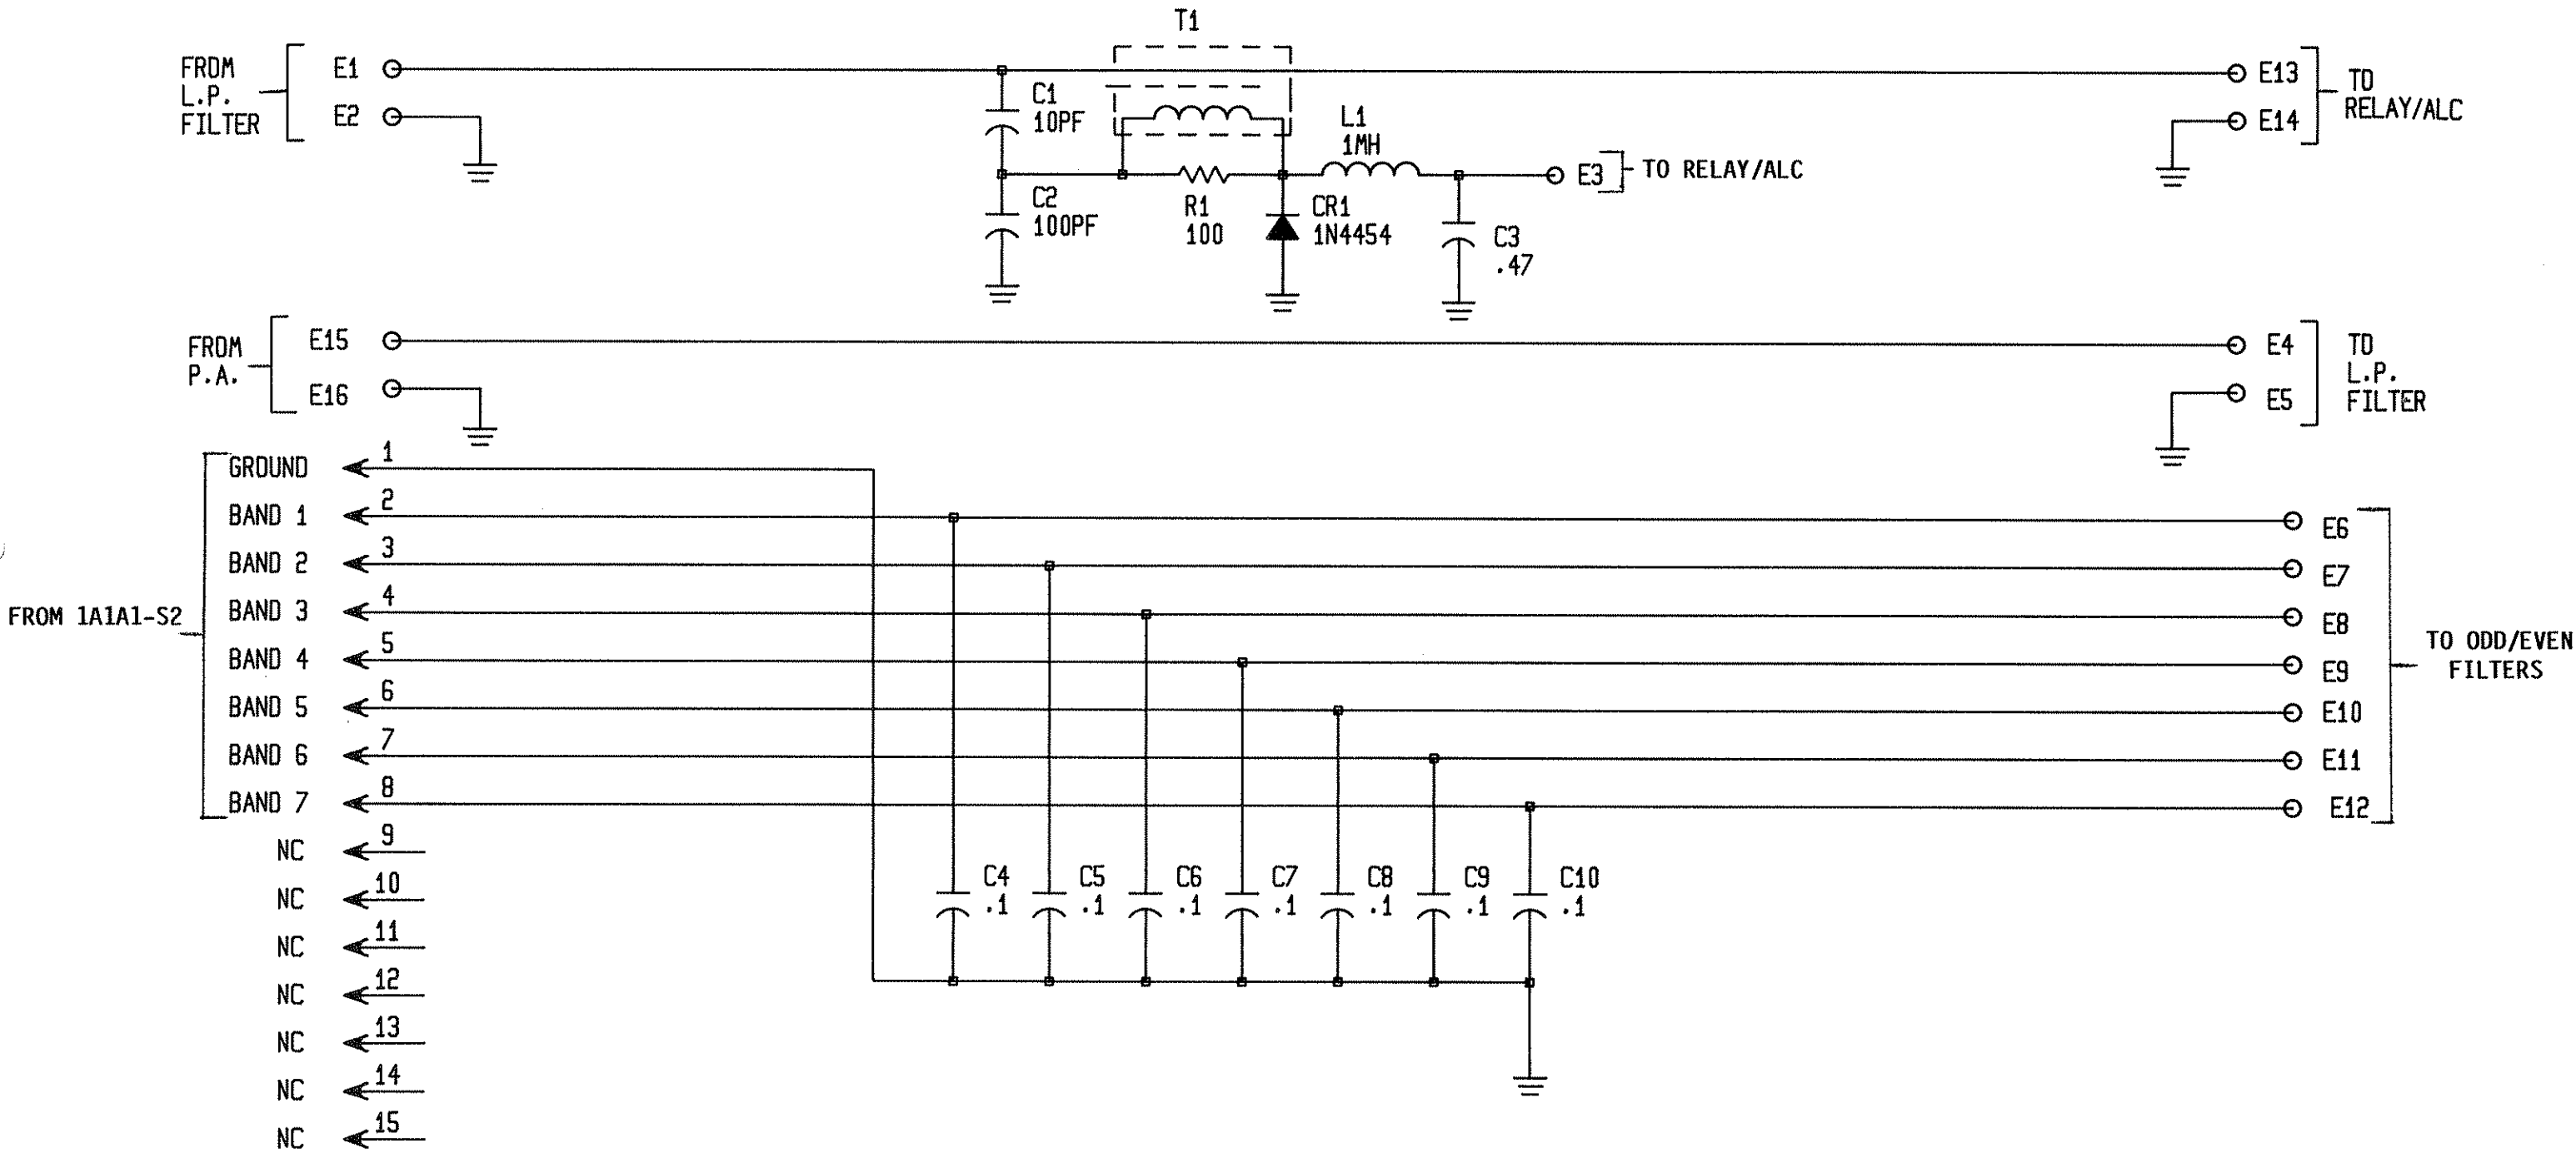 T1
FROM
L.P.
FILTER
E1
E2
C1
10PF
L1
1MH
E13
E14
TO
RELAY/ALC
C2
100PF
R1
100
CR1
1N4454
E3
TO RELAY/ALC
C3
.47
FROM
P.A.
E15
E16
E4
E5
TO
L.P.
FILTER
FROM 1A1A1-S2
GROUND 1
BAND 1 2
BAND 2 3
BAND 3 4
BAND 4 5
BAND 5 6
BAND 6 7
BAND 7 8
NC 9
NC 10
NC 11
NC 12
NC 13
NC 14
NC 15
E6
E7
E8
E9
E10
E11
E12
TO ODD/EVEN
FILTERS
C4
.1
C5
.1
C6
.1
C7
.1
C8
.1
C9
.1
C10
.1